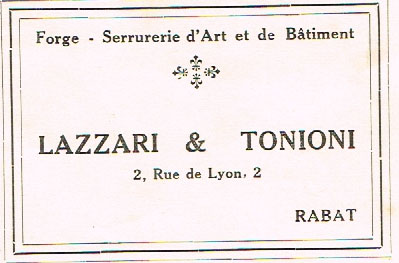 Forge - Serrurerie d'Art et de Bâtiment
LAZZARI & TONIONI
2, Rue de Lyon, 2
RABAT